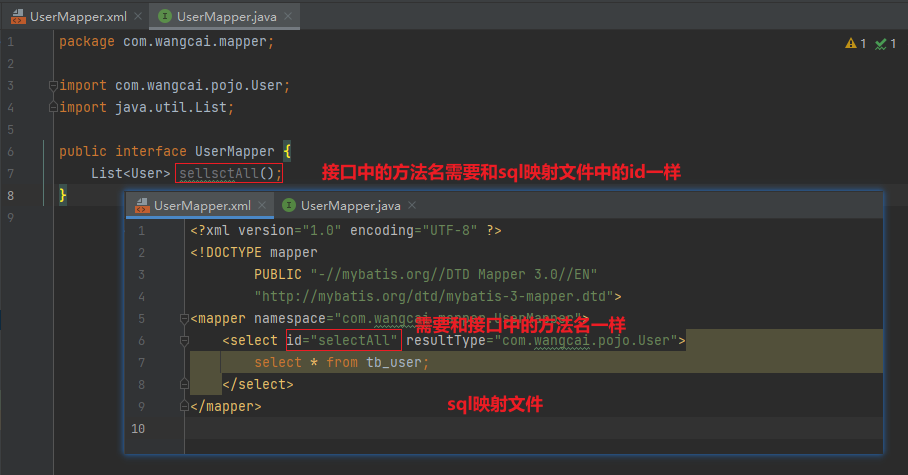 UserMapper.xml × UserMapper.java ×
1 package com.wangcai.mapper; 1 1
2
3 import com.wangcai.pojo.User;
4 import java.util.List;
5
6 public interface UserMapper {
7 List<User> sellsctAll(); 接口中的方法名需要和sql映射文件中的id一样
8 }
9
UserMapper.xml × UserMapper.java ×
1 <?xml version="1.0" encoding="UTF-8" ?>
2 <!DOCTYPE mapper
3 PUBLIC "-//mybatis.org//DTD Mapper 3.0//EN"
4 "http://mybatis.org/dtd/mybatis-3-mapper.dtd">
5 <mapper namespace="com.wangcai.mapper.UserMapper">
需要和接口中的方法名一样
6 <select id="selectAll" resultType="com.wangcai.pojo.User">
7 select * from tb_user;
8 </select>
9 </mapper>
sql映射文件
10